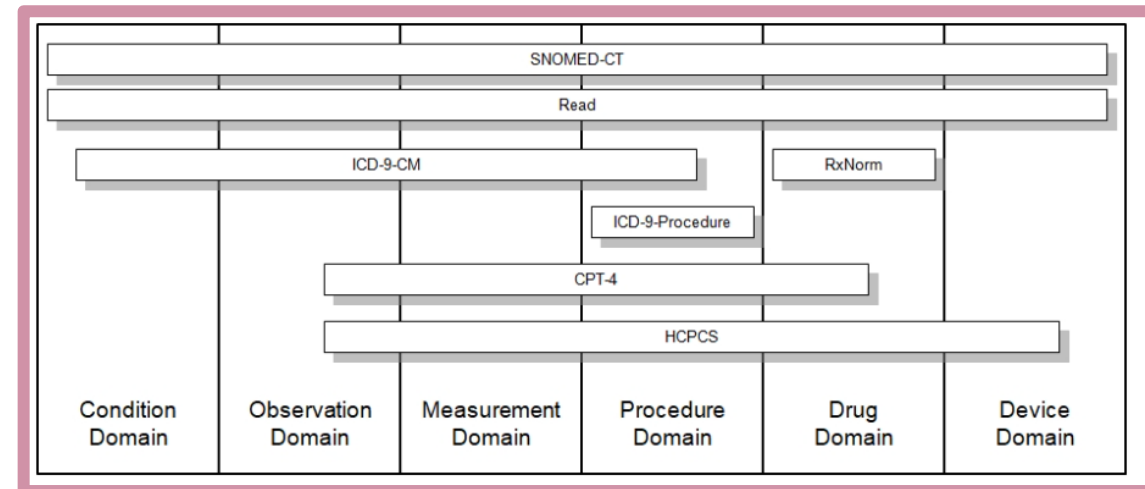 SNOMED-CT
Read
ICD-9-CM
RxNorm
ICD-9-Procedure
CPT-4
HCPCS
Condition
Domain
Observation
Domain
Measurement
Domain
Procedure
Domain
Drug
Domain
Device
Domain